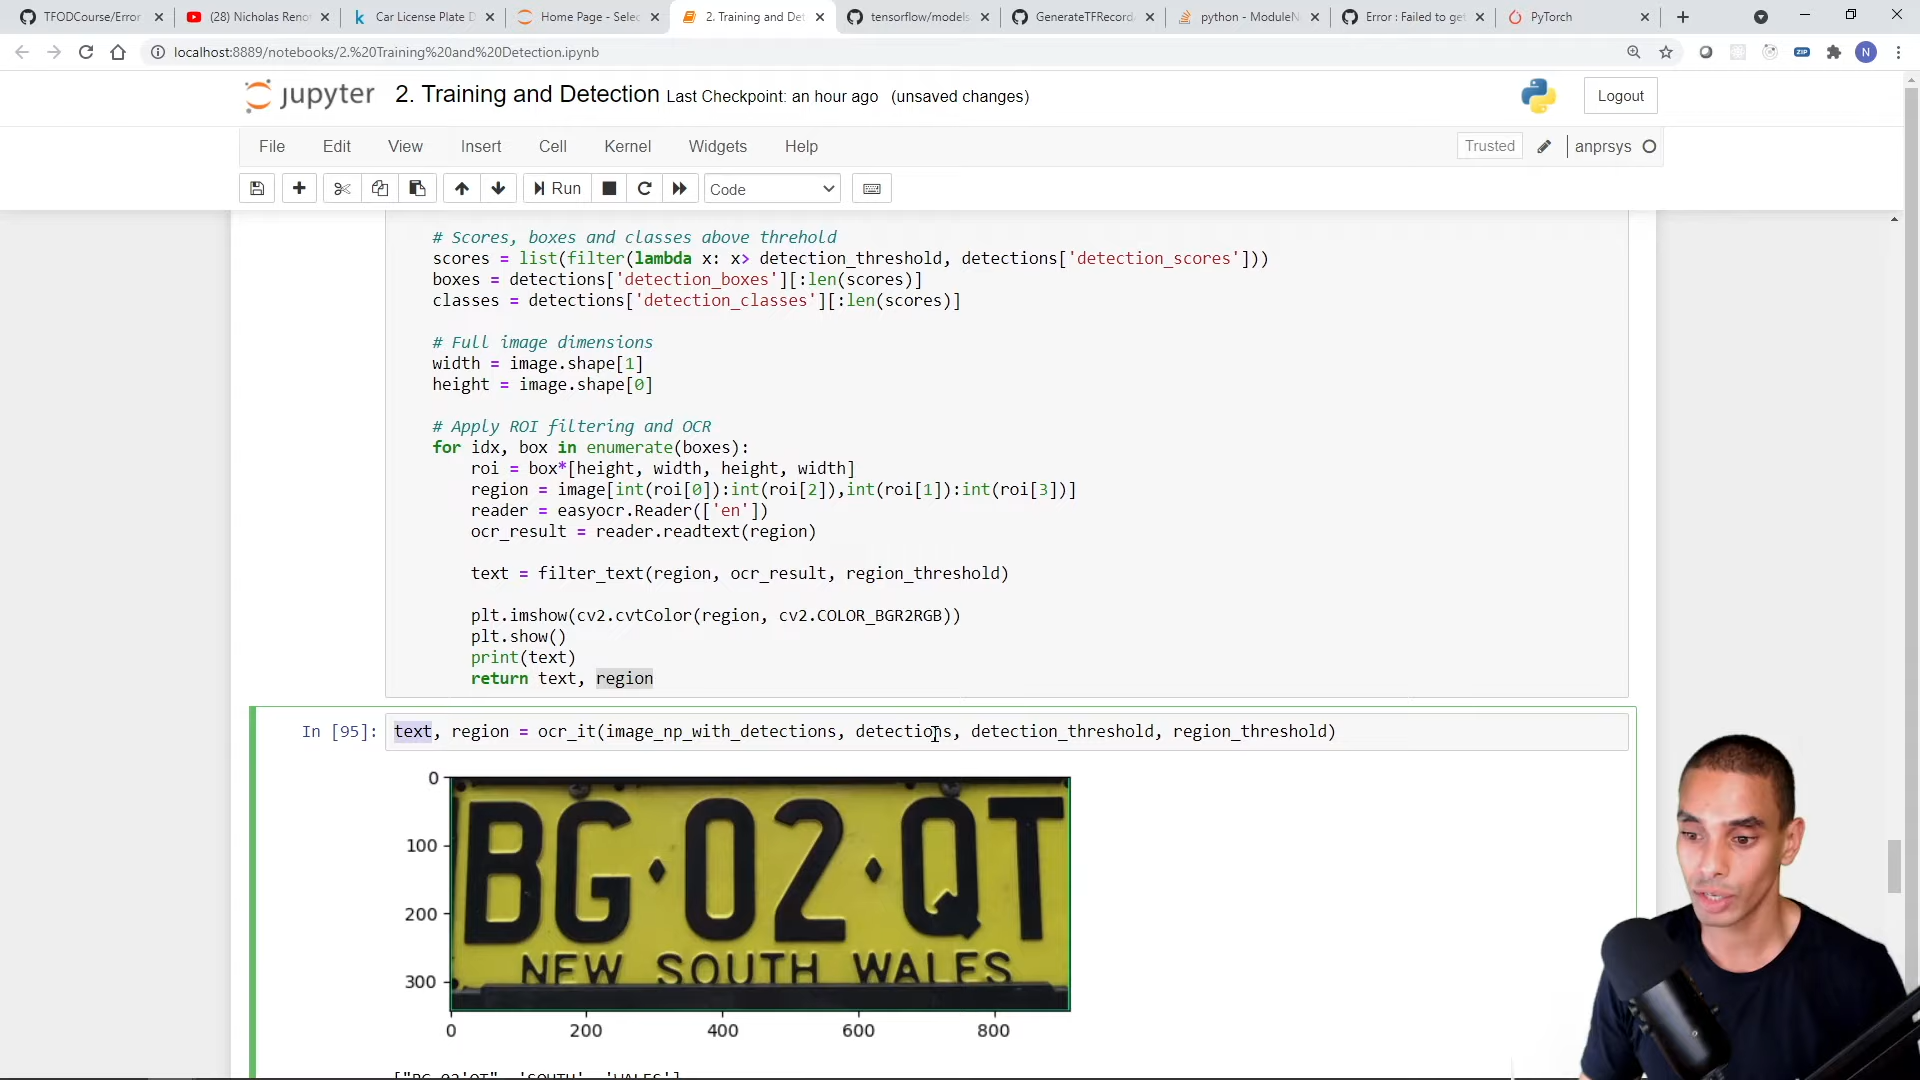 TFODCourse/Error
(28) Nicholas Reno
Car License Plate D
Home Page - Selec
2. Training and Det
tensorflow/models
GenerateTFRecord
python - ModuleN
Error : Failed to get
PyTorch
localhost:8889/notebooks/2.%20Training%20and%20Detection.ipynb
ZIP
N
jupyter 2. Training and Detection Last Checkpoint: an hour ago (unsaved changes)
Logout
File Edit View Insert Cell Kernel Widgets Help
Trusted
anprsys
Run
Code
# Scores, boxes and classes above threhold
scores = list(filter(lambda x: x> detection_threshold, detections['detection_scores']))
boxes = detections['detection_boxes'][:len(scores)]
classes = detections['detection_classes'][:len(scores)]
# Full image dimensions
width = image.shape[1]
height = image.shape[0]
# Apply ROI filtering and OCR
for idx, box in enumerate(boxes):
roi = box*[height, width, height, width]
region = image[int(roi[0]):int(roi[2]),int(roi[1]):int(roi[3])]
reader = easyocr.Reader(['en'])
ocr_result = reader.readtext(region)
text = filter_text(region, ocr_result, region_threshold)
plt.imshow(cv2.cvtColor(region, cv2.COLOR_BGR2RGB))
plt.show()
print(text)
return text, region
In [95]: text, region = ocr_it(image_np_with_detections, detections, detection_threshold, region_threshold)
0
100
200
300
BG·02·QT
NEW SOUTH WALES
0 200 400 600 800
["BG 02'QT", 'SOUTH', 'WALES']